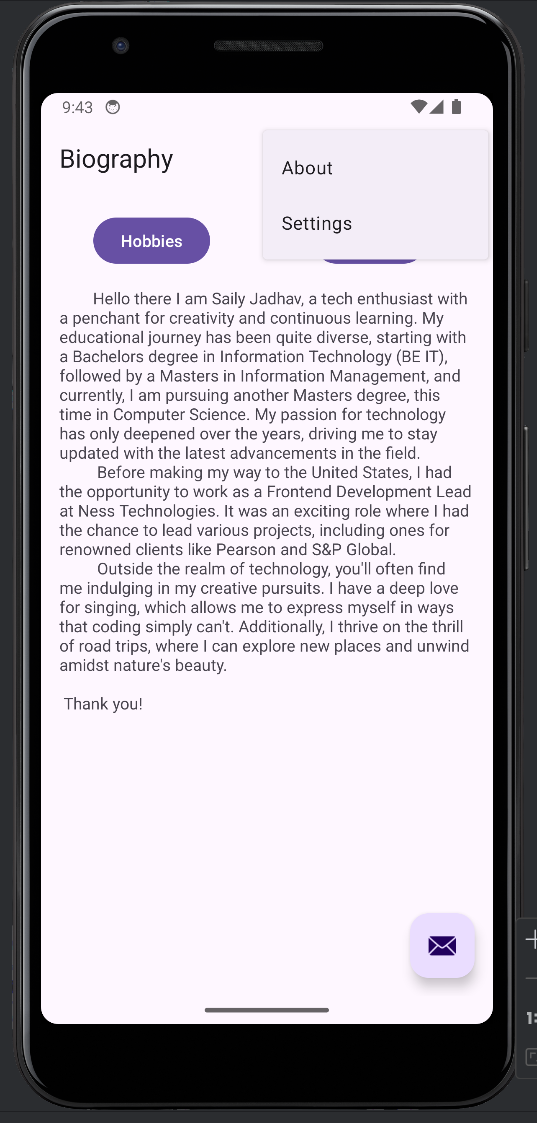 9:43
Biography
About
Settings
Hobbies
Hello there I am Saily Jadhav, a tech enthusiast with
a penchant for creativity and continuous learning. My
educational journey has been quite diverse, starting with
a Bachelors degree in Information Technology (BE IT),
followed by a Masters in Information Management, and
currently, I am pursuing another Masters degree, this
time in Computer Science. My passion for technology
has only deepened over the years, driving me to stay
updated with the latest advancements in the field.
Before making my way to the United States, I had
the opportunity to work as a Frontend Development Lead
at Ness Technologies. It was an exciting role where I had
the chance to lead various projects, including ones for
renowned clients like Pearson and S&P Global.
Outside the realm of technology, you'll often find
me indulging in my creative pursuits. I have a deep love
for singing, which allows me to express myself in ways
that coding simply can't. Additionally, I thrive on the thrill
of road trips, where I can explore new places and unwind
amidst nature's beauty.
Thank you!